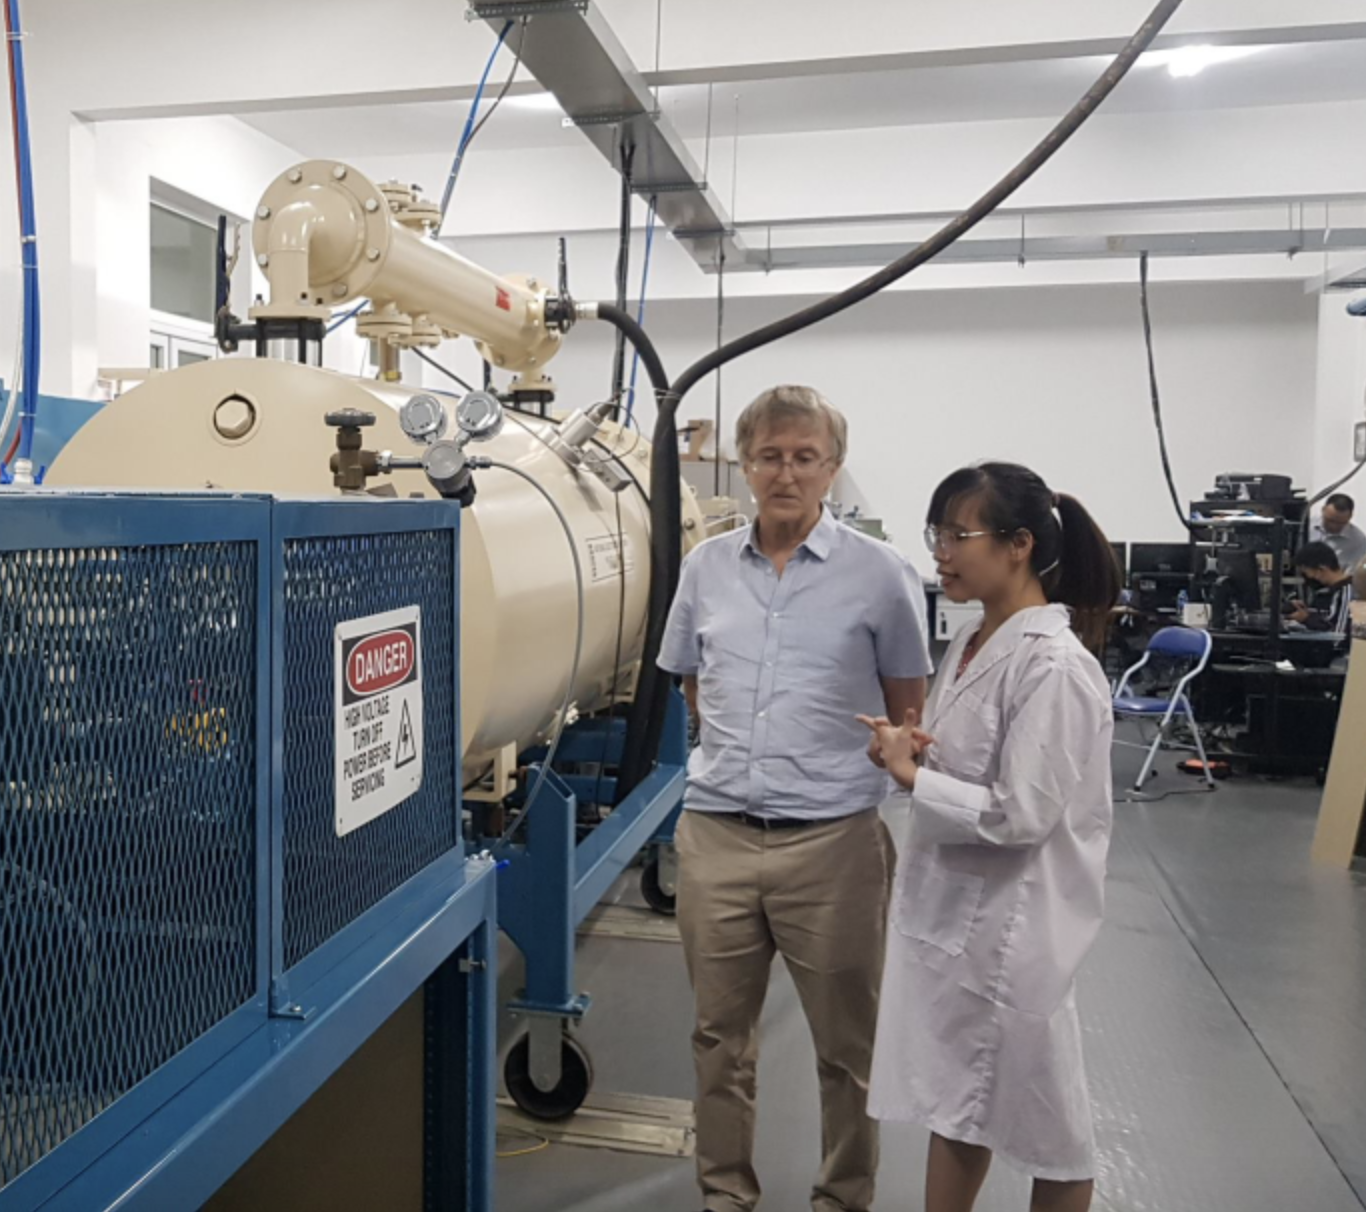 DANGER
HIGH VOLTAGE
TURN OFF
POWER BEFORE
SERVICING